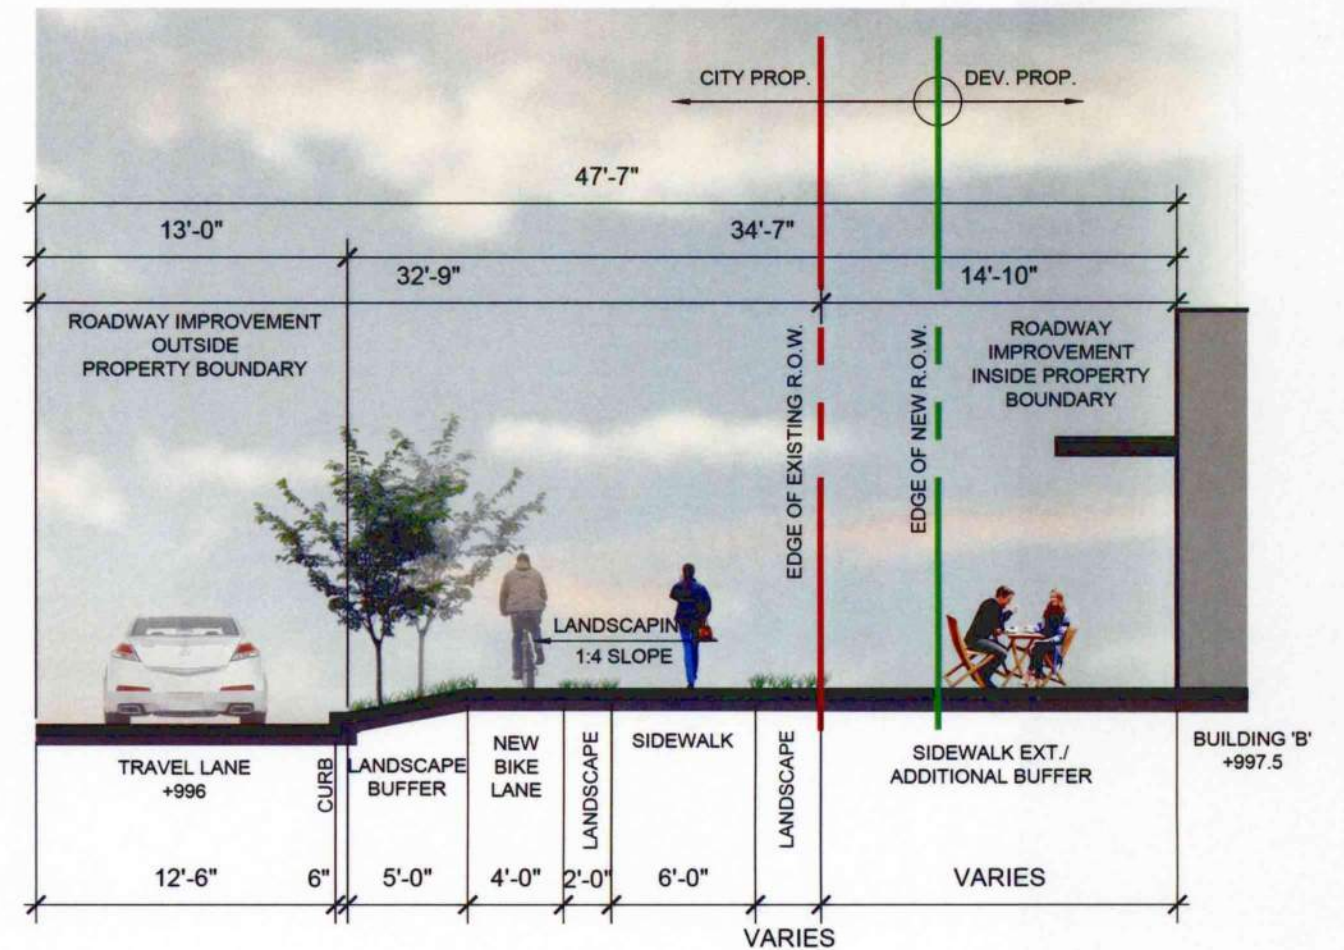 CITY PROP.
DEV. PROP.
47'-7"
13'-0"
34'-7"
32'-9"
14'-10"
ROADWAY IMPROVEMENT
OUTSIDE
PROPERTY BOUNDARY
EDGE OF EXISTING R.O.W.
EDGE OF NEW R.O.W.
ROADWAY
IMPROVEMENT
INSIDE PROPERTY
BOUNDARY
LANDSCAPIN
1:4 SLOPE
TRAVEL LANE
+996
CURB
LANDSCAPE
BUFFER
NEW
BIKE
LANE
LANDSCAPE
SIDEWALK
LANDSCAPE
SIDEWALK EXT./
ADDITIONAL BUFFER
BUILDING 'B'
+997.5
12'-6"
6"
5'-0"
4'-0"
2'-0"
6'-0"
VARIES
VARIES